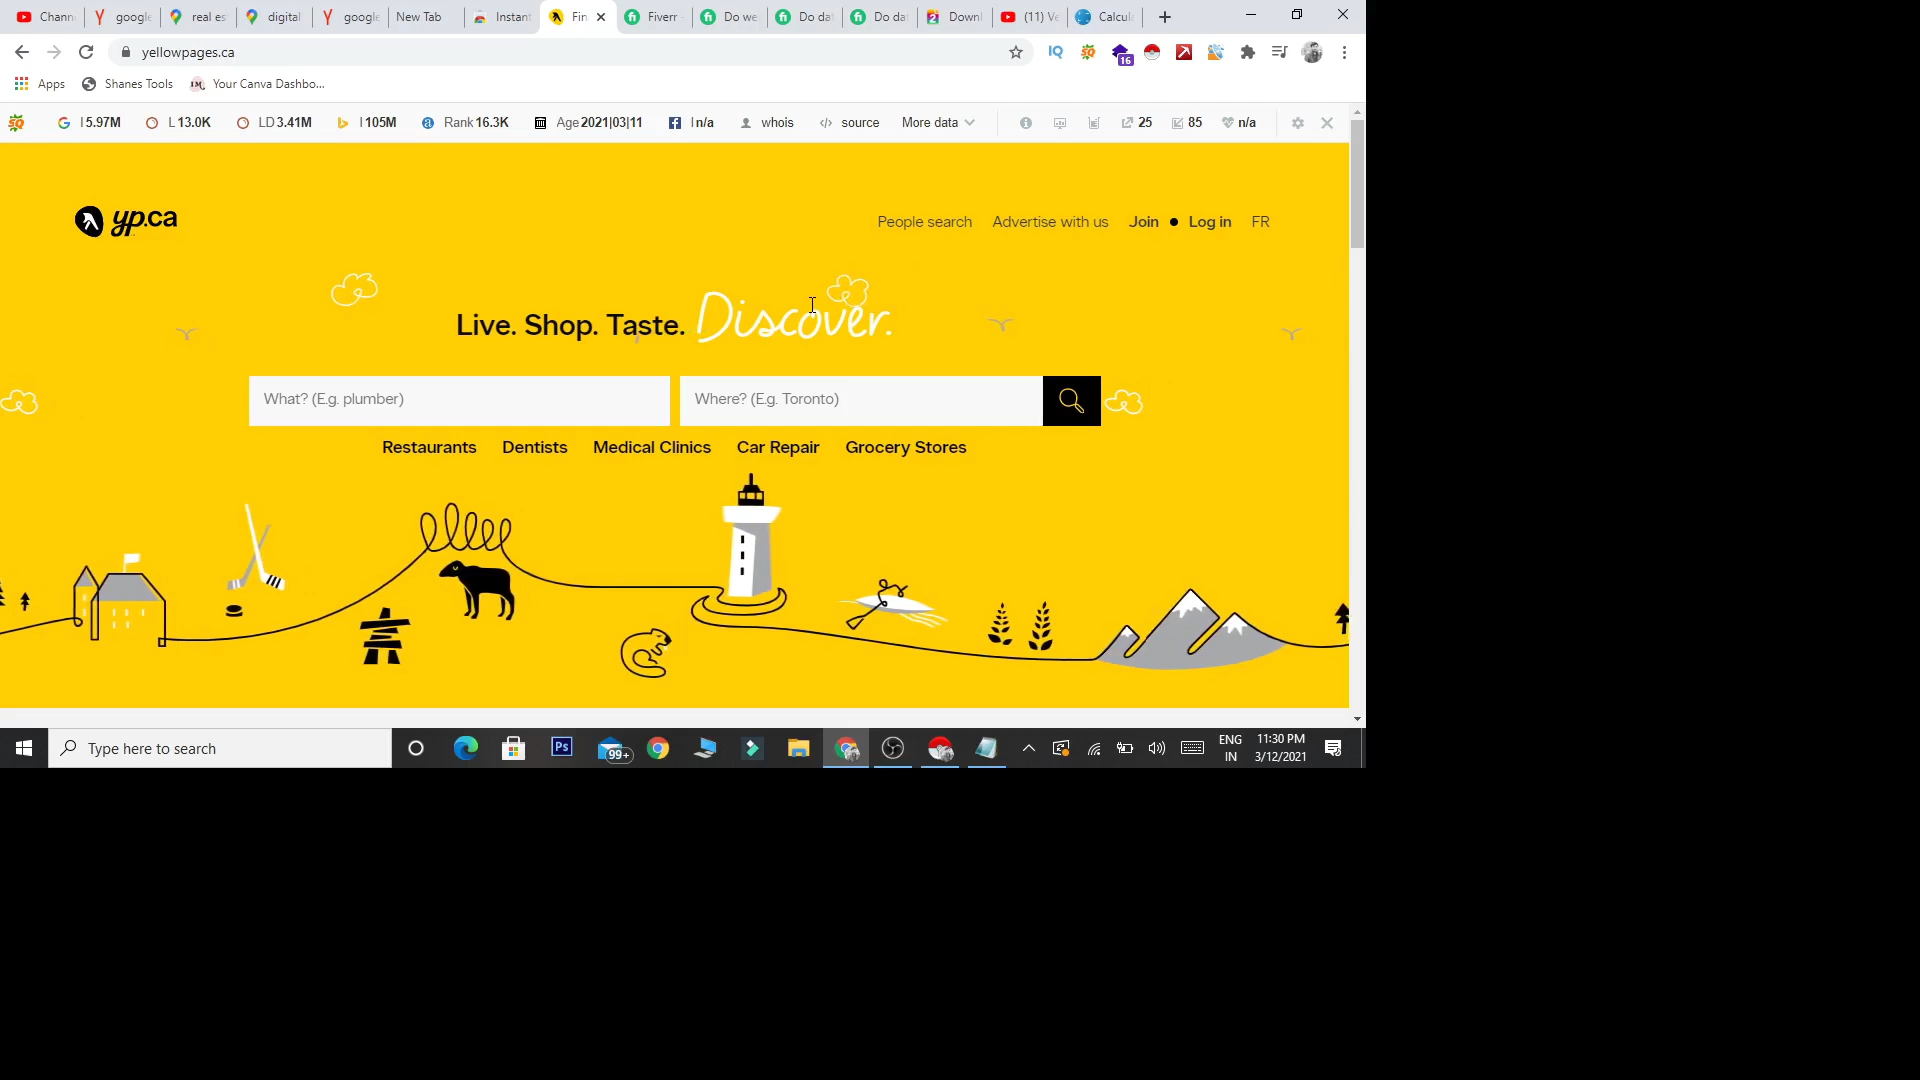 Chann
google
real es
digital
google
New Tab
Instant
Fin
Fiverr
Do we
Do dat
Do dat
Downl
(11) Ve
Calcul
yellowpages.ca
IQ
16
Apps
Shanes Tools
Your Canva Dashbo...
I 5.97M
L 13.0K
LD 3.41M
I 105M
Rank 16.3K
Age 2021|03|11
I n/a
whois
source
More data
25
85
n/a
yp.ca
People search
Advertise with us
Join
Log in
FR
Live. Shop. Taste. Discover.
What? (E.g. plumber)
Where? (E.g. Toronto)
Restaurants
Dentists
Medical Clinics
Car Repair
Grocery Stores
Type here to search
Ps
99+
ENG
IN
11:30 PM
3/12/2021